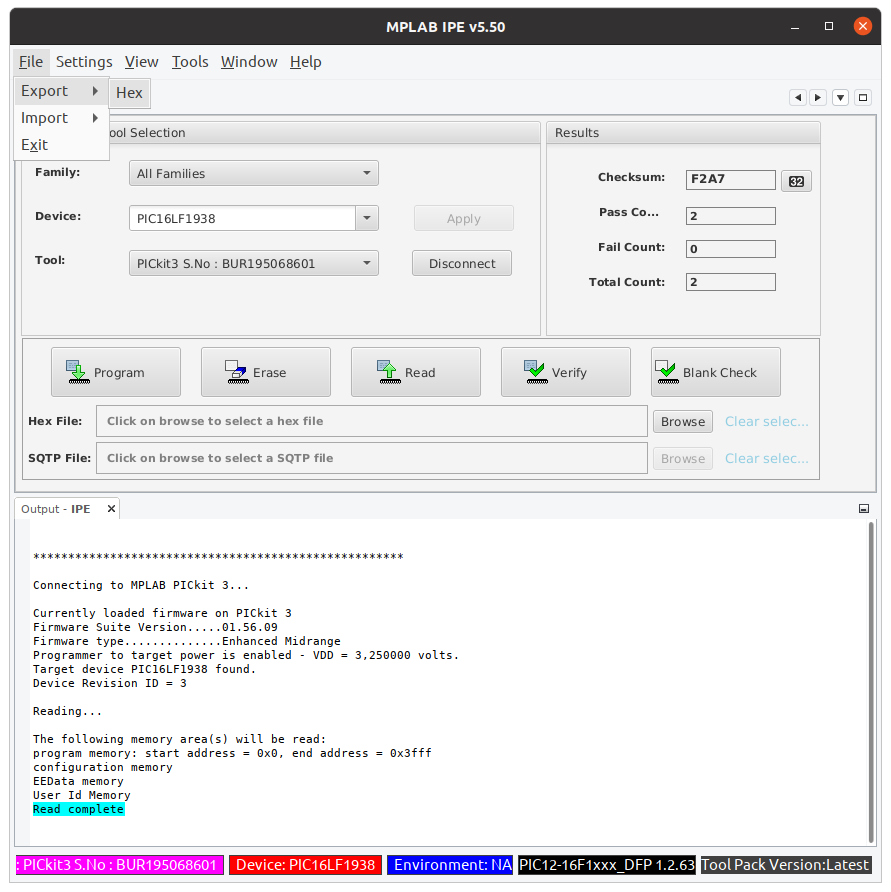 MPLAB IPE v5.50
File Settings View Tools Window Help
Export Hex
Import
Exit
ool Selection
Family: All Families
Device: PIC16LF1938 Apply
Tool: PICkit3 S.No : BUR195068601 Disconnect
Results
Checksum: F2A7 32
Pass Co... 2
Fail Count: 0
Total Count: 2
Program Erase Read Verify Blank Check
Hex File: Click on browse to select a hex file Browse Clear selec...
SQTP File: Click on browse to select a SQTP file Browse Clear selec...
Output - IPE
*****************************************************
Connecting to MPLAB PICkit 3...
Currently loaded firmware on PICkit 3
Firmware Suite Version.....01.56.09
Firmware type..............Enhanced Midrange
Programmer to target power is enabled - VDD = 3,250000 volts.
Target device PIC16LF1938 found.
Device Revision ID = 3
Reading...
The following memory area(s) will be read:
program memory: start address = 0x0, end address = 0x3fff
configuration memory
EEData memory
User Id Memory
Read complete
: PICkit3 S.No : BUR195068601 Device: PIC16LF1938 Environment: NA PIC12-16F1xxx_DFP 1.2.63 Tool Pack Version:Latest